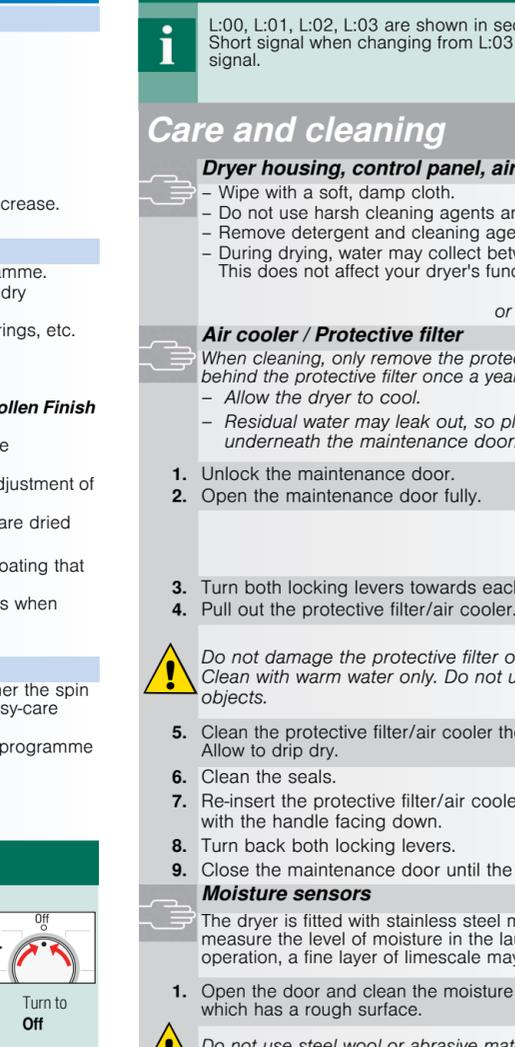 crease.
amme.
dry
rings, etc.
ollen Finish
e
djustment of
are dried
oating that
s when
er the spin
sy-care
programme
Off
Turn to
Off
L:00, L:01, L:02, L:03 are shown in sec
Short signal when changing from L:03
signal.
Care and cleaning
Dryer housing, control panel, air
– Wipe with a soft, damp cloth.
– Do not use harsh cleaning agents an
– Remove detergent and cleaning age
– During drying, water may collect betw
This does not affect your dryer's func
or
Air cooler / Protective filter
When cleaning, only remove the protec
behind the protective filter once a year
– Allow the dryer to cool.
– Residual water may leak out, so pl
underneath the maintenance door.
1. Unlock the maintenance door.
2. Open the maintenance door fully.
3. Turn both locking levers towards each
4. Pull out the protective filter/air cooler.
Do not damage the protective filter o
Clean with warm water only. Do not u
objects.
5. Clean the protective filter/air cooler tho
Allow to drip dry.
6. Clean the seals.
7. Re-insert the protective filter/air coole
with the handle facing down.
8. Turn back both locking levers.
9. Close the maintenance door until the
Moisture sensors
The dryer is fitted with stainless steel m
measure the level of moisture in the lau
operation, a fine layer of limescale may
1. Open the door and clean the moisture
which has a rough surface.
Do not use steel wool or abrasive mat